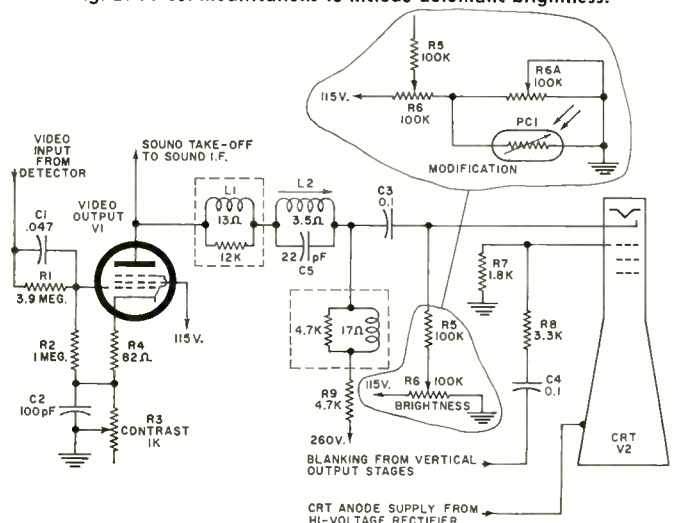 R5
100K
R6A
100K
115V.
R6
100K
PC1
MODIFICATION
VIDEO
INPUT
FROM
DETECTOR
SOUND TAKE-OFF
TO SOUND I.F.
VIDEO
OUTPUT
V1
C1
.047
L1
13Ω
12K
L2
3.5Ω
22 pF
C5
C3
0.1
R1
3.9 MEG.
R2
1 MEG.
R4
82Ω
115V.
C2
100pF
R3
CONTRAST
1K
4.7K
17Ω
R9
4.7K
260V.
R5
100K
115V.
R6
100K
BRIGHTNESS
R7
1.8K
R8
3.3K
C4
0.1
BLANKING FROM VERTICAL
OUTPUT STAGES
CRT
V2
CRT ANODE SUPPLY FROM
HI-VOLTAGE RECTIFIER